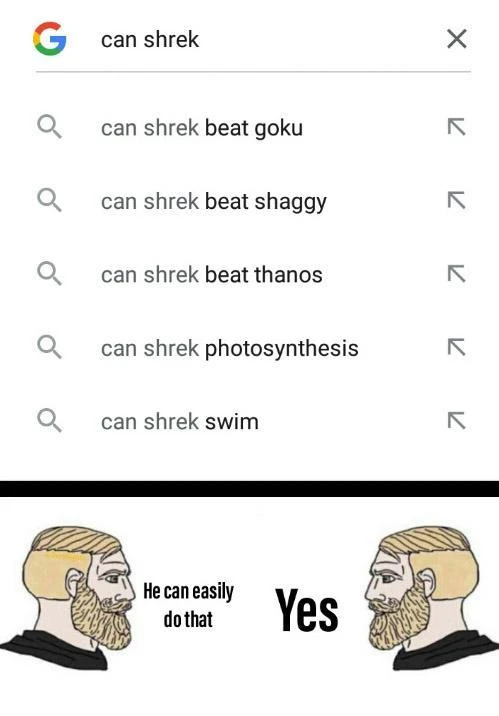 can shrek
can shrek beat goku
can shrek beat shaggy
can shrek beat thanos
can shrek photosynthesis
can shrek swim
He can easily
do that
Yes